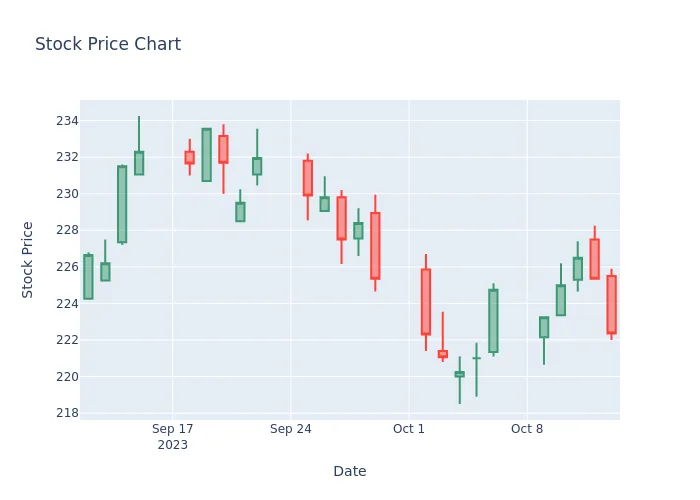 Stock Price Chart
234
232
230
228
226
224
222
220
218
Stock Price
Sep 17
2023
Sep 24
Oct 1
Oct 8
Date